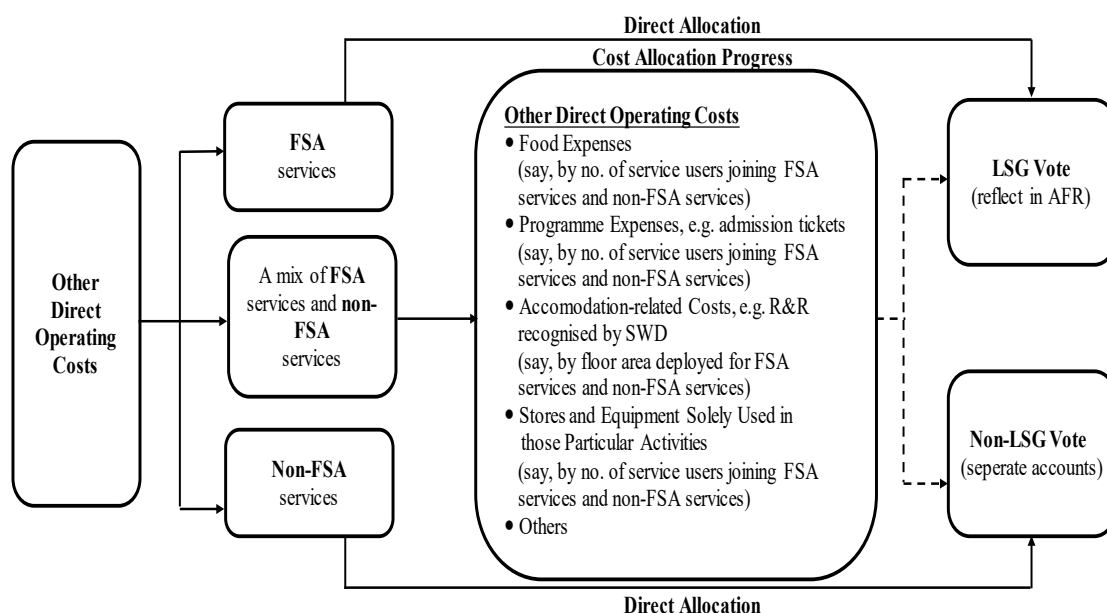 Direct Allocation
Cost Allocation Progress
Other
Direct
Operating
Costs
FSA
services
A mix of FSA
services and non-
FSA
services
Non-FSA
services
Other Direct Operating Costs
• Food Expenses
(say, by no. of service users joining FSA
services and non-FSA services)
• Programme Expenses, e.g. admission tickets
(say, by no. of service users joining FSA
services and non-FSA services)
• Accomodation-related Costs, e.g. R&R
recognised by SWD
(say, by floor area deployed for FSA
services and non-FSA services)
• Stores and Equipment Solely Used in
those Particular Activities
(say, by no. of service users joining FSA
services and non-FSA services)
• Others
LSG Vote
(reflect in AFR)
Non-LSG Vote
(seperate accounts)
Direct Allocation